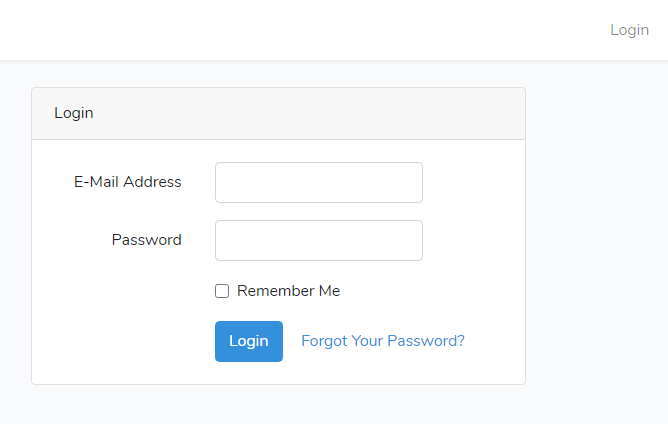 Login
Login
E-Mail Address
Password
Remember Me
Login Forgot Your Password?